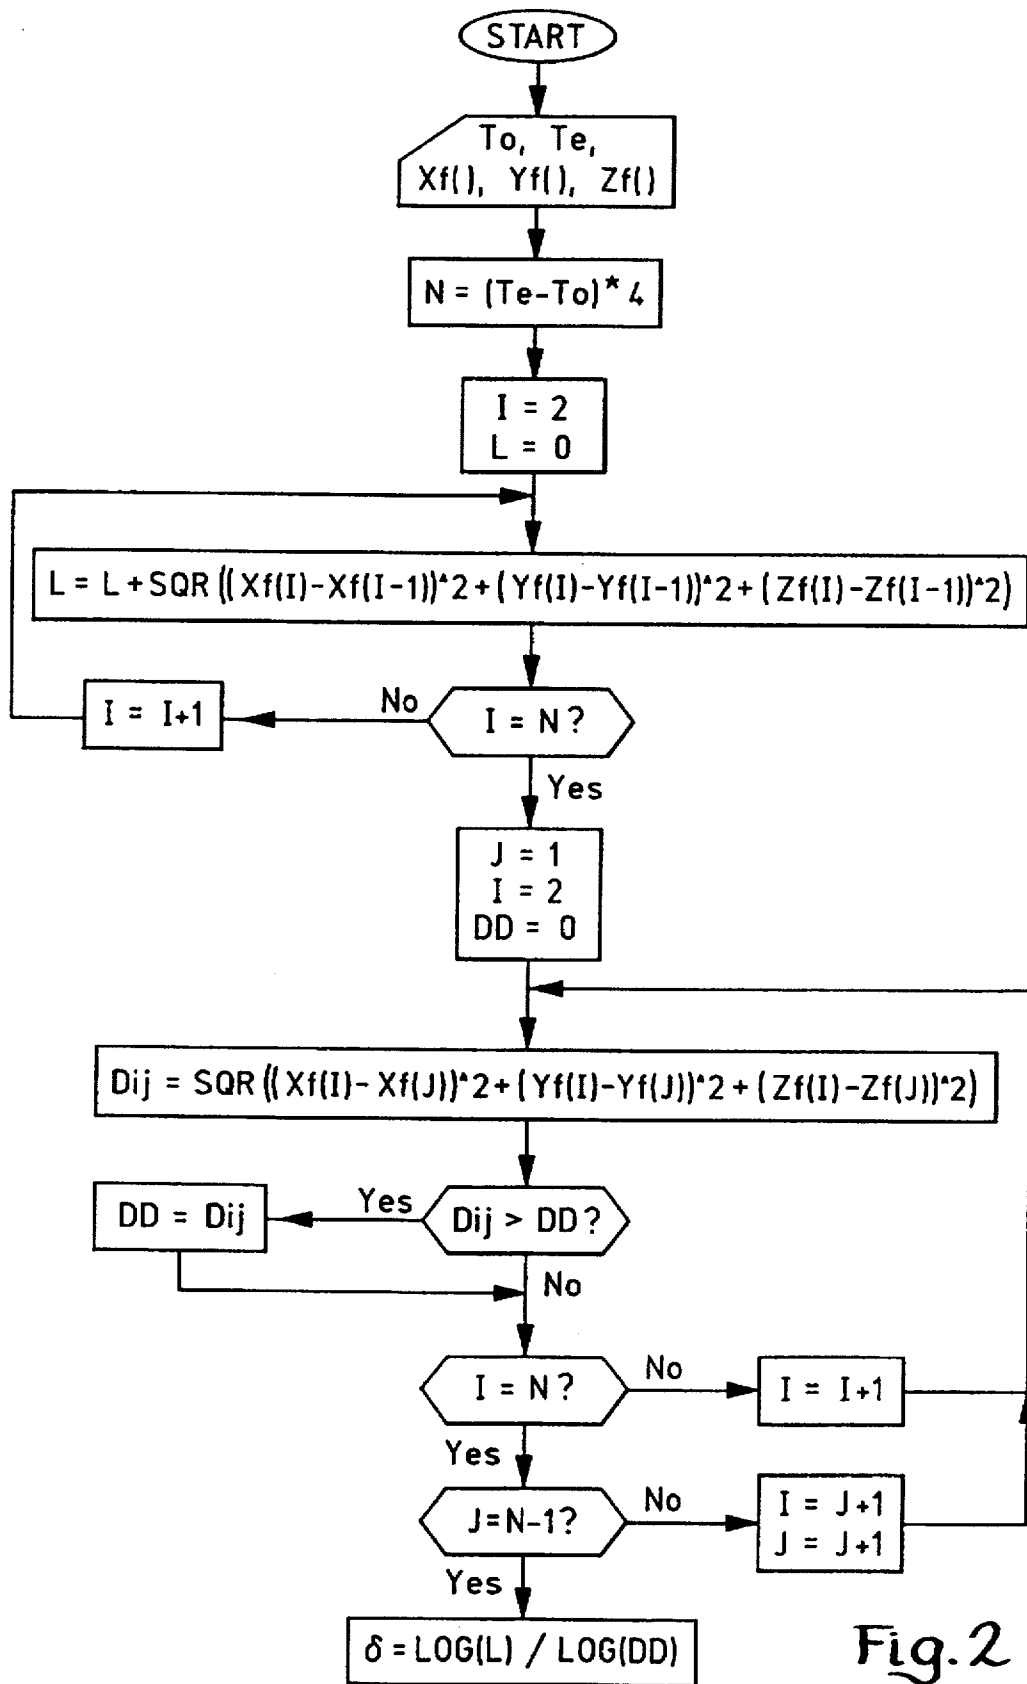 START
To, Te,
Xf(), Yf(), Zf()
N = (Te-To)* 4
I = 2
L = 0
L = L + SQR((Xf(I)-Xf(I-1))^2+(Yf(I)-Yf(I-1))^2+(Zf(I)-Zf(I-1))^2)
I = I+1
No
I = N?
Yes
J = 1
I = 2
DD = 0
Dij = SQR((Xf(I)-Xf(J))^2+(Yf(I)-Yf(J))^2+(Zf(I)-Zf(J))^2)
DD = Dij
Yes
Dij > DD?
No
I = N?
No
I = I+1
Yes
J=N-1?
No
I = J+1
J = J+1
Yes
δ = LOG(L) / LOG(DD)
Fig. 2